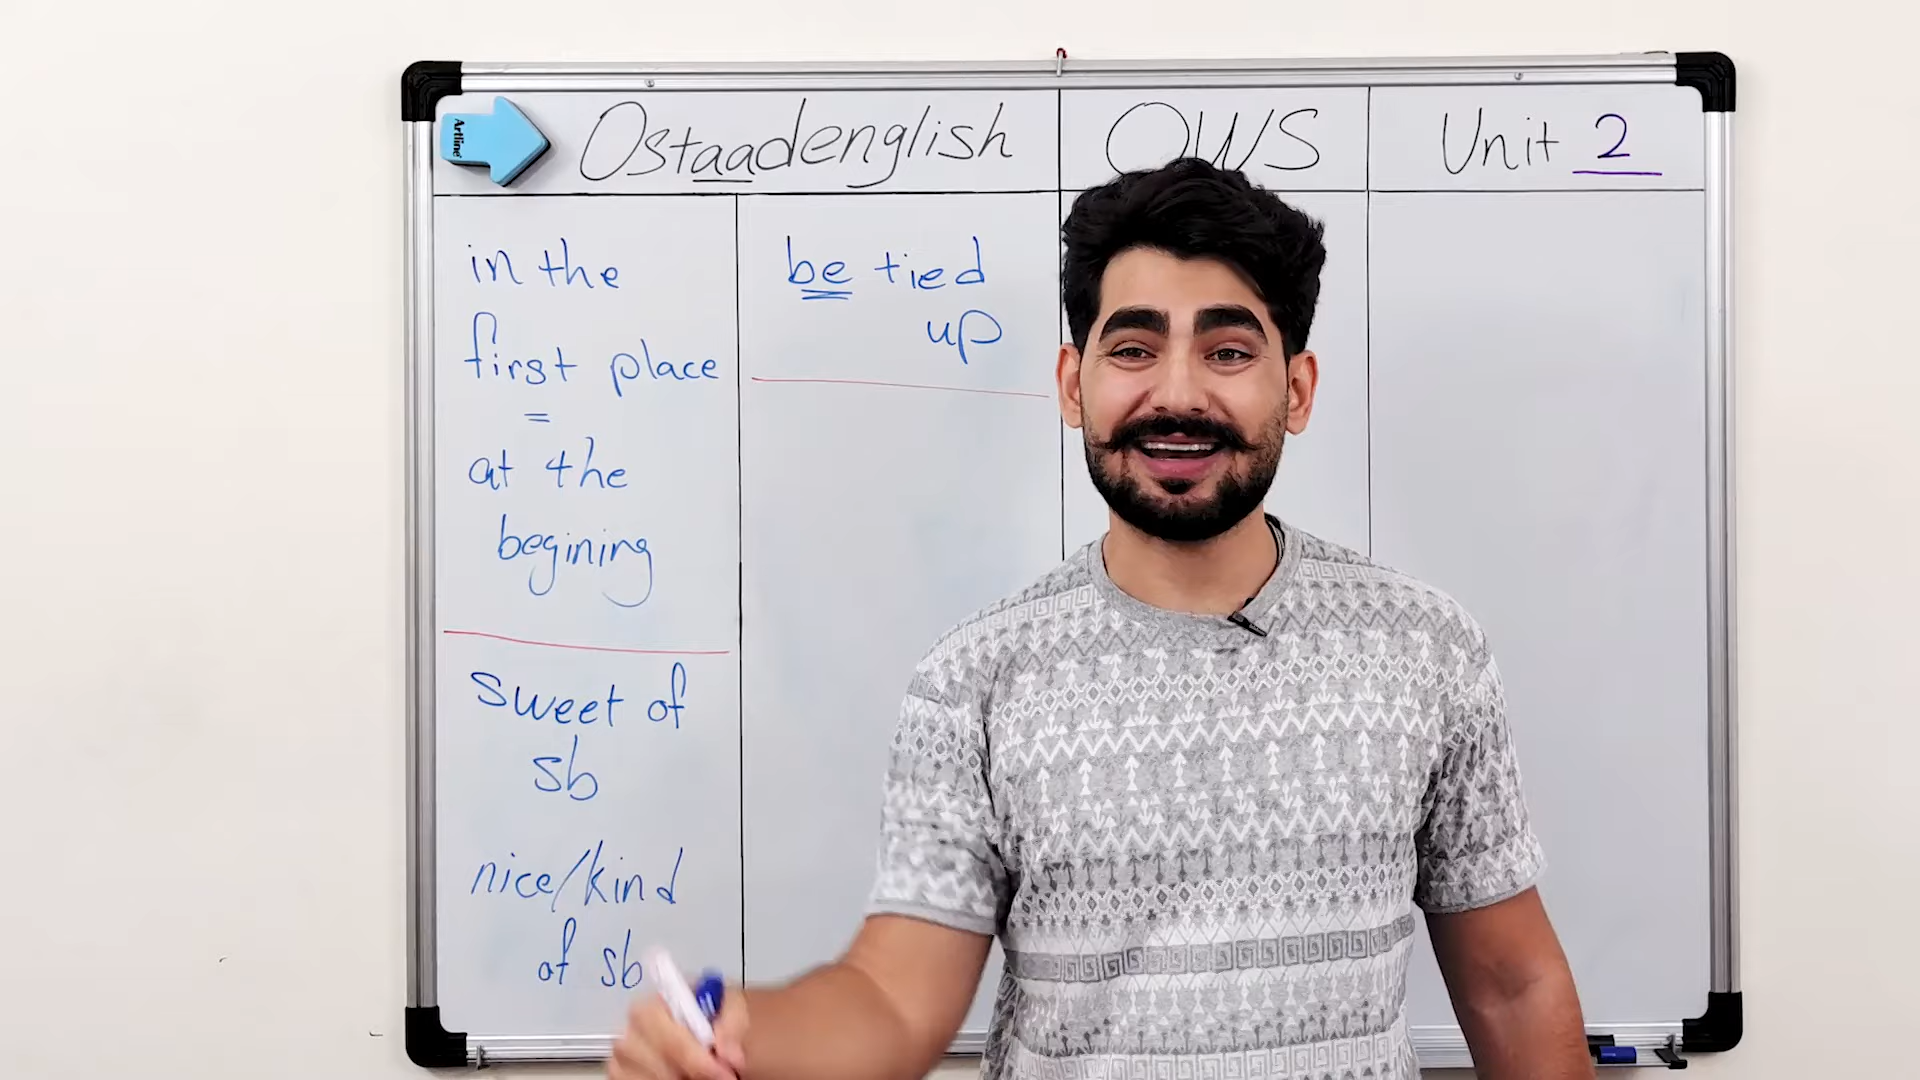 Artline
Ostaadenglish
OWS
Unit 2
in the
first place
=
at the
begining
sweet of
sb
nice/kind
of sb
be tied
up